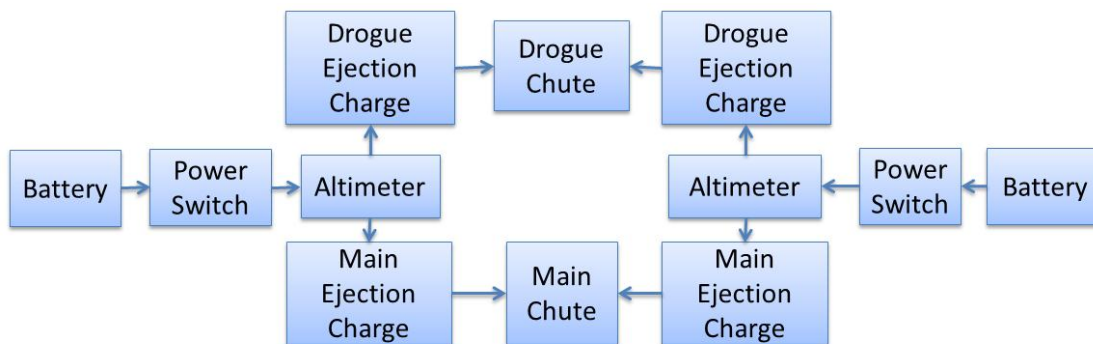 Drogue
Ejection
Charge
Drogue
Chute
Drogue
Ejection
Charge
Battery
Power
Switch
Altimeter
Altimeter
Power
Switch
Battery
Main
Ejection
Charge
Main
Chute
Main
Ejection
Charge